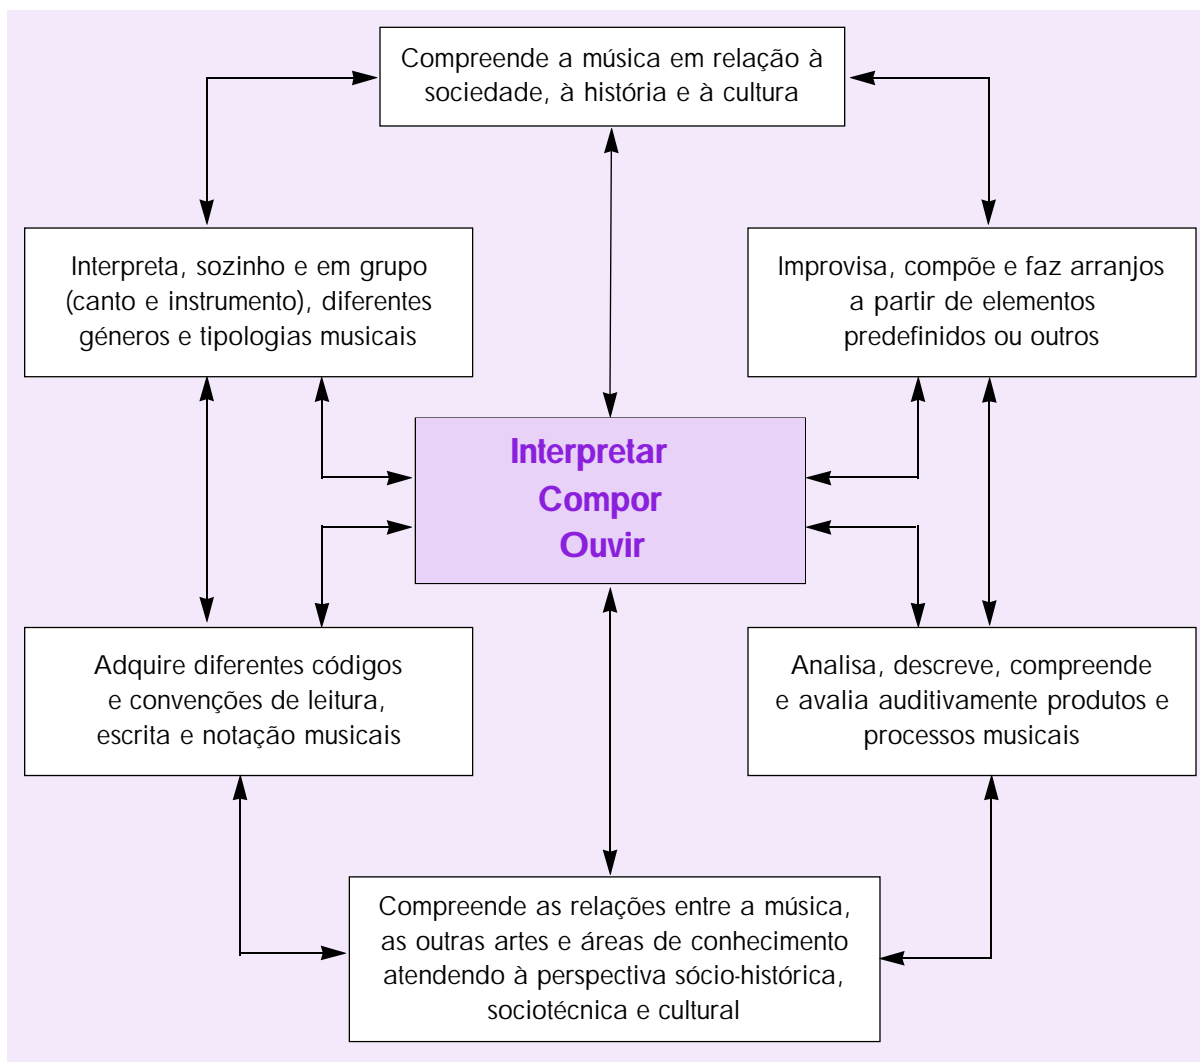 Compreende a música em relação à
sociedade, à história e à cultura
Interpreta, sozinho e em grupo
(canto e instrumento), diferentes
géneros e tipologias musicais
Improvisa, compõe e faz arranjos
a partir de elementos
predefinidos ou outros
Interpretar
Compor
Ouvir
Adquire diferentes códigos
e convenções de leitura,
escrita e notação musicais
Analisa, descreve, compreende
e avalia auditivamente produtos e
processos musicais
Compreende as relações entre a música,
as outras artes e áreas de conhecimento
atendendo à perspectiva sócio-histórica,
sociotécnica e cultural